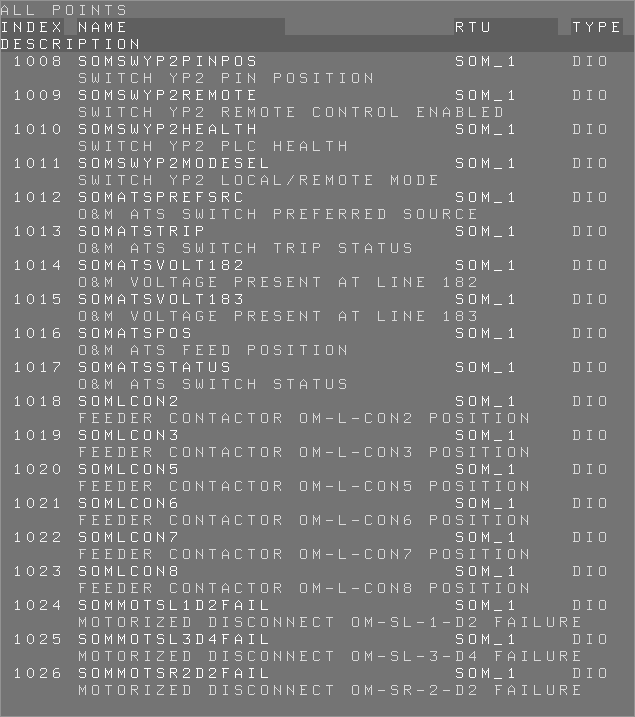 ALL POINTS
INDEX NAME RTU TYPE
DESCRIPTION
1008 SOMSWYP2PINPOS SOM_1 DIO
SWITCH YP2 PIN POSITION
1009 SOMSWYP2REMOTE SOM_1 DIO
SWITCH YP2 REMOTE CONTROL ENABLED
1010 SOMSWYP2HEALTH SOM_1 DIO
SWITCH YP2 PLC HEALTH
1011 SOMSWYP2MODESEL SOM_1 DIO
SWITCH YP2 LOCAL/REMOTE MODE
1012 SOMATSPREFSRC SOM_1 DIO
O&M ATS SWITCH PREFERRED SOURCE
1013 SOMATSTRIP SOM_1 DIO
O&M ATS SWITCH TRIP STATUS
1014 SOMATSVOLT182 SOM_1 DIO
O&M VOLTAGE PRESENT AT LINE 182
1015 SOMATSVOLT183 SOM_1 DIO
O&M VOLTAGE PRESENT AT LINE 183
1016 SOMATSPOS SOM_1 DIO
O&M ATS FEED POSITION
1017 SOMATSSTATUS SOM_1 DIO
O&M ATS SWITCH STATUS
1018 SOMLCON2 SOM_1 DIO
FEEDER CONTACTOR OM-L-CON2 POSITION
1019 SOMLCON3 SOM_1 DIO
FEEDER CONTACTOR OM-L-CON3 POSITION
1020 SOMLCON5 SOM_1 DIO
FEEDER CONTACTOR OM-L-CON5 POSITION
1021 SOMLCON6 SOM_1 DIO
FEEDER CONTACTOR OM-L-CON6 POSITION
1022 SOMLCON7 SOM_1 DIO
FEEDER CONTACTOR OM-L-CON7 POSITION
1023 SOMLCON8 SOM_1 DIO
FEEDER CONTACTOR OM-L-CON8 POSITION
1024 SOMMOTSL1D2FAIL SOM_1 DIO
MOTORIZED DISCONNECT OM-SL-1-D2 FAILURE
1025 SOMMOTSL3D4FAIL SOM_1 DIO
MOTORIZED DISCONNECT OM-SL-3-D4 FAILURE
1026 SOMMOTSR2D2FAIL SOM_1 DIO
MOTORIZED DISCONNECT OM-SR-2-D2 FAILURE